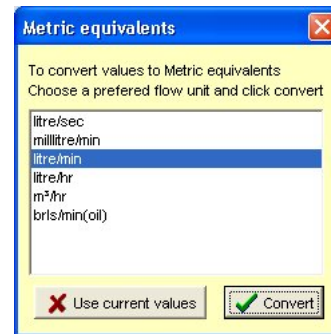 Metric equivalents
To convert values to Metric equivalents
Choose a prefered flow unit and click convert
litre/sec
millitre/min
litre/min
litre/hr
m³/hr
brls/min(oil)
Use current values
Convert